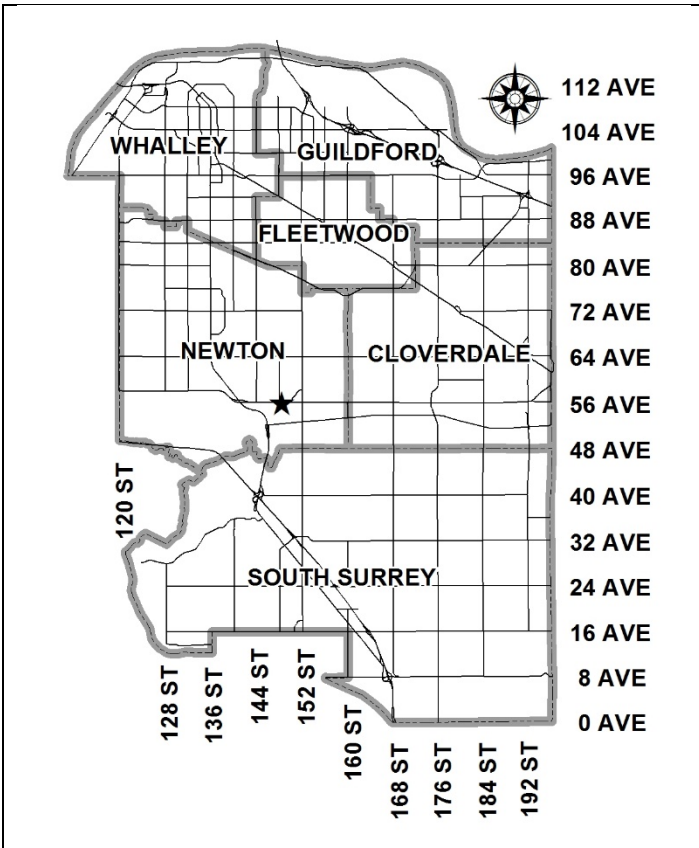 112 AVE
104 AVE
WHALLEY
GUILDFORD
96 AVE
88 AVE
FLEETWOOD
80 AVE
72 AVE
NEWTON
CLOVERDALE
64 AVE
56 AVE
48 AVE
120 ST
40 AVE
32 AVE
SOUTH SURREY
24 AVE
16 AVE
128 ST
136 ST
144 ST
152 ST
160 ST
8 AVE
0 AVE
168 ST
176 ST
184 ST
192 ST